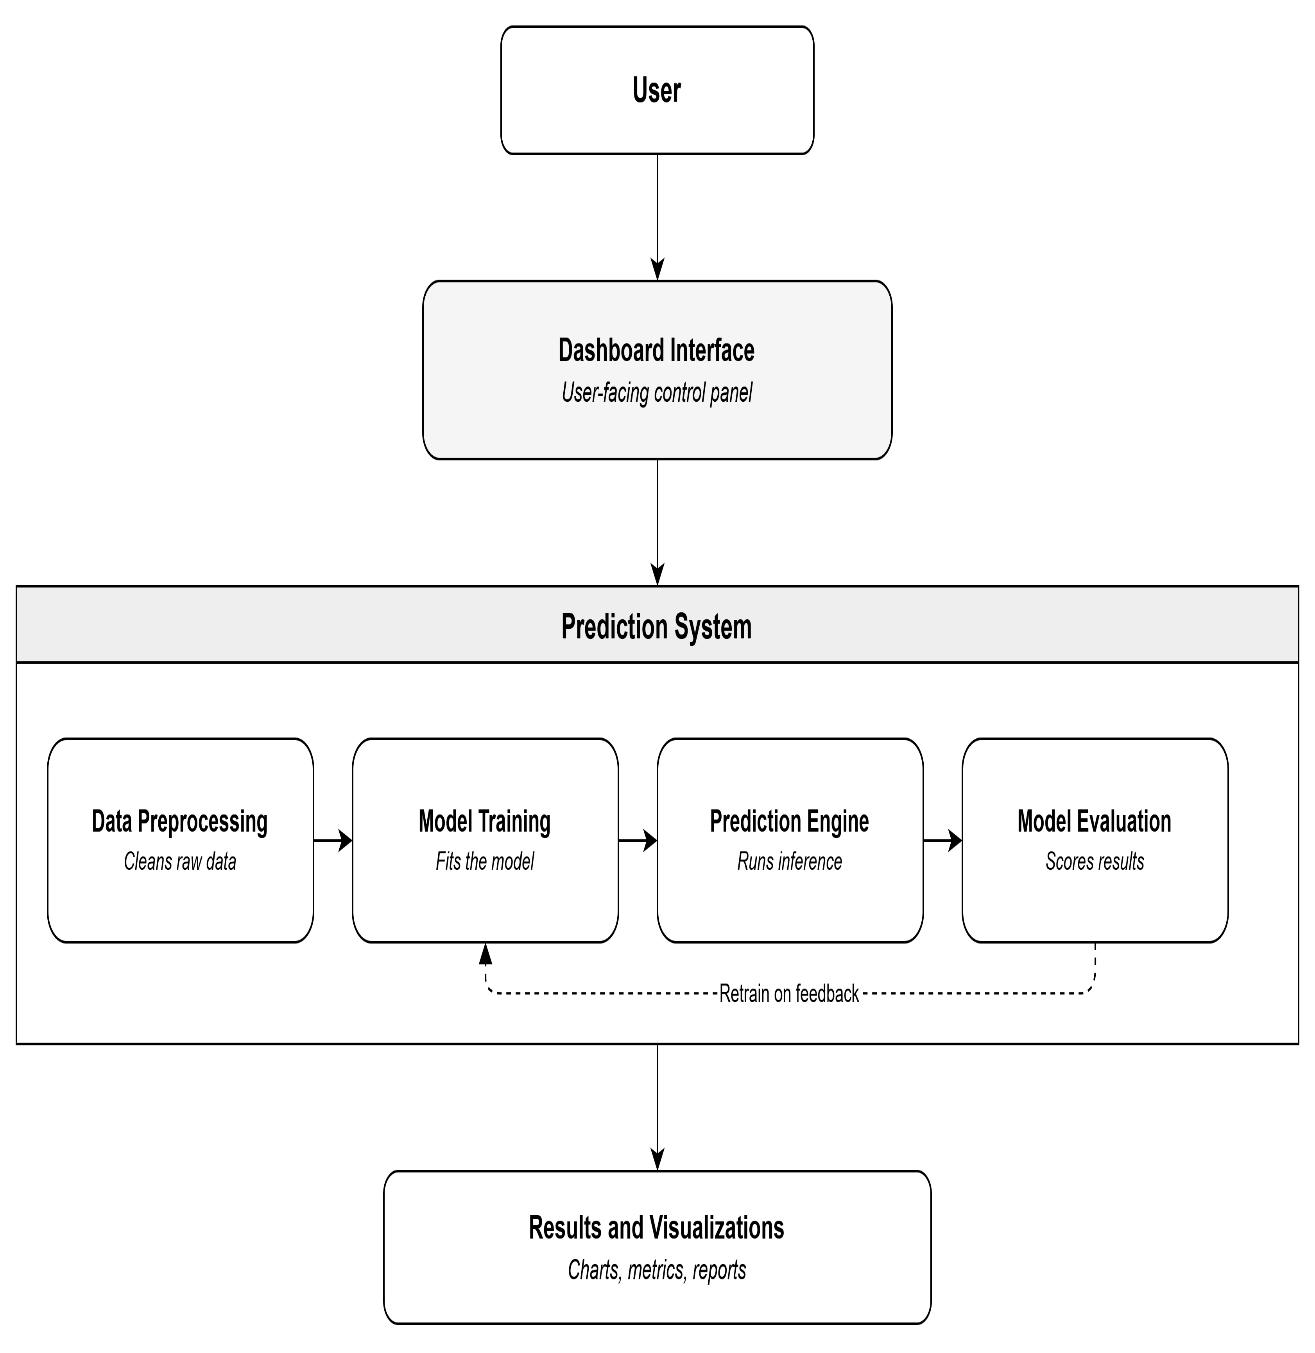 User
Dashboard Interface
User-facing control panel
Prediction System
Data Preprocessing
Cleans raw data
Model Training
Fits the model
Prediction Engine
Runs inference
Model Evaluation
Scores results
Retrain on feedback
Results and Visualizations
Charts, metrics, reports